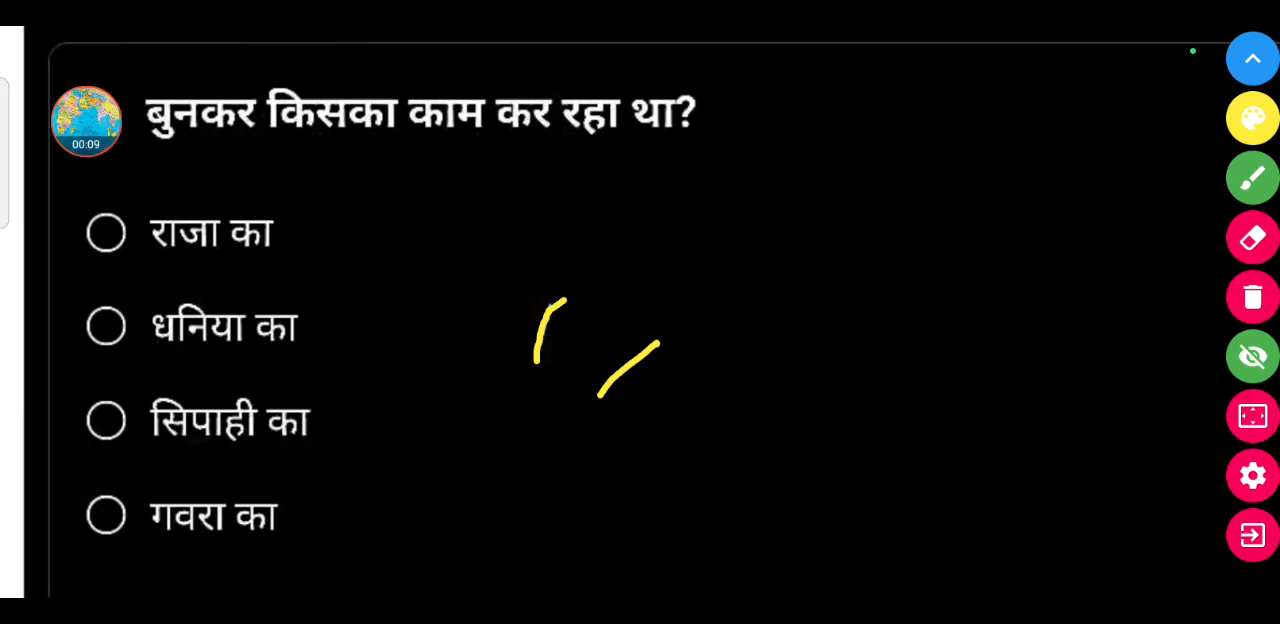 बुनकर किसका काम कर रहा था?
00:09
राजा का
धनिया का
सिपाही का
गवरा का